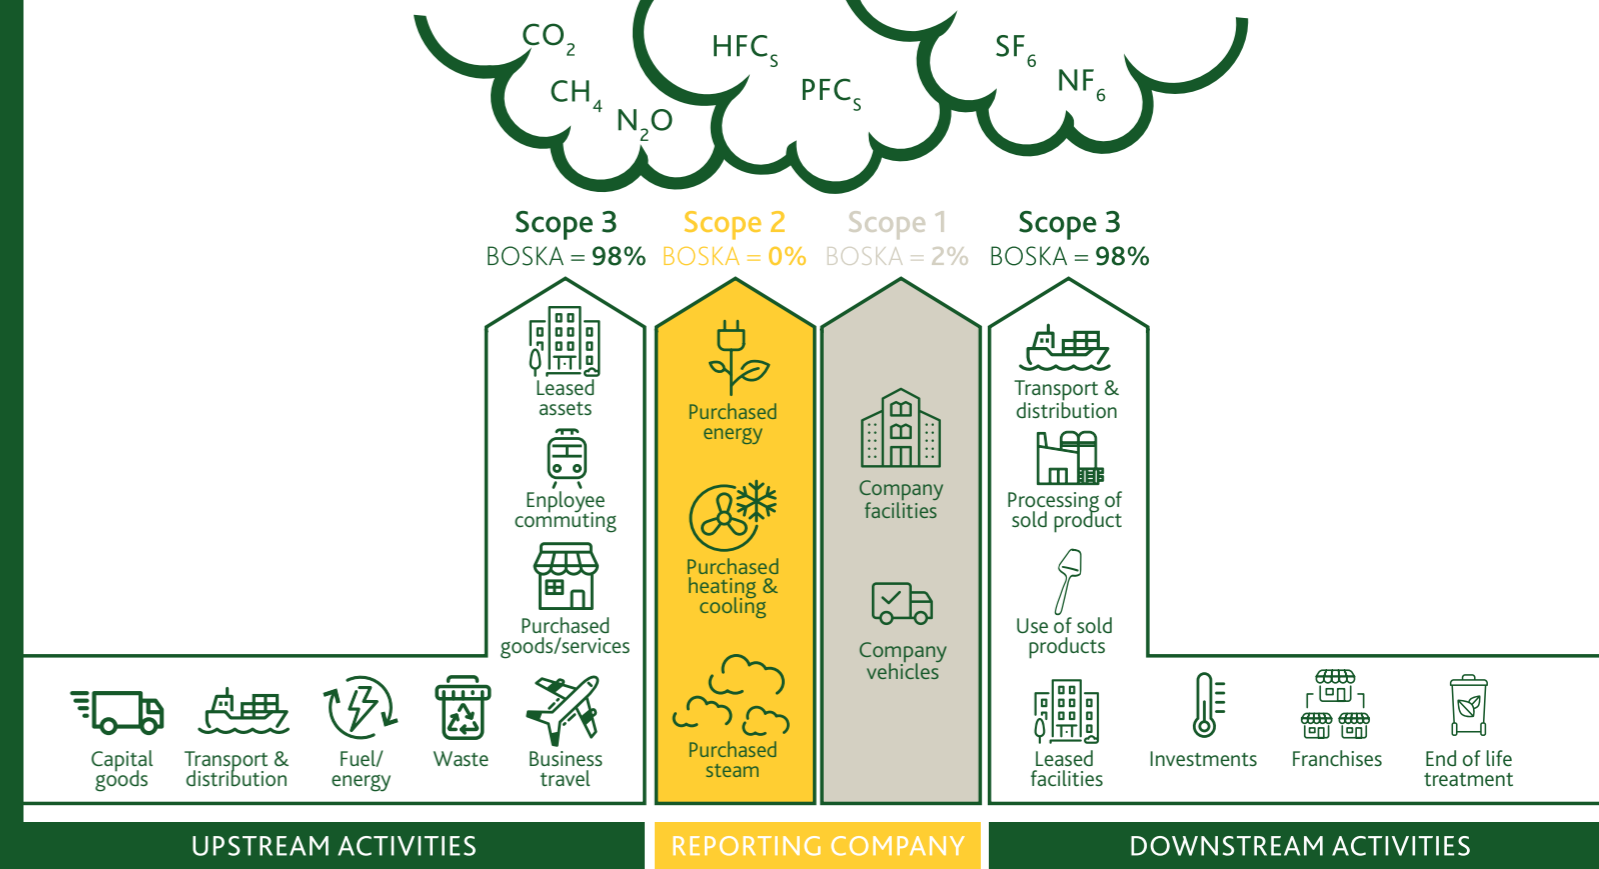 CO2
CH4
N2O
HFCs
PFCs
SF6
NF6
Scope 3
BOSKA = 98%
Scope 2
BOSKA = 0%
Scope 1
BOSKA = 2%
Scope 3
BOSKA = 98%
Leased
assets
Enployee
commuting
Purchased
goods/services
Capital
goods
Transport &
distribution
Fuel/
energy
Waste
Business
travel
Purchased
energy
Purchased
heating &
cooling
Purchased
steam
Company
facilities
Company
vehicles
Transport &
distribution
Processing of
sold product
Use of sold
products
Leased
facilities
Investments
Franchises
End of life
treatment
UPSTREAM ACTIVITIES
REPORTING COMPANY
DOWNSTREAM ACTIVITIES